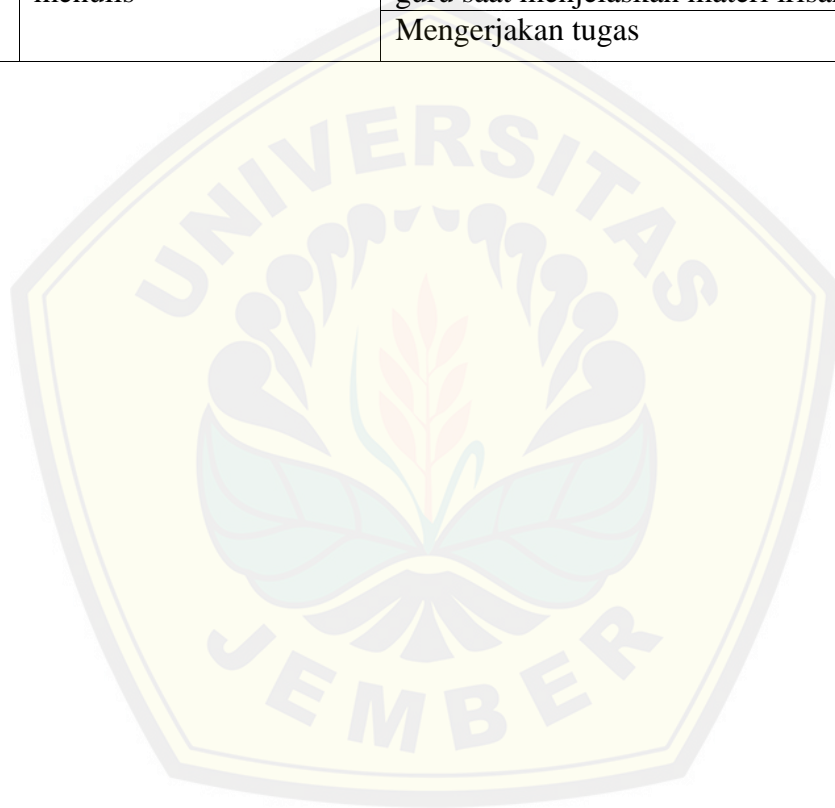 menulis
guru saat menjelaskan materi
Mengerjakan tugas
UNIVERSITAS
JEMBER